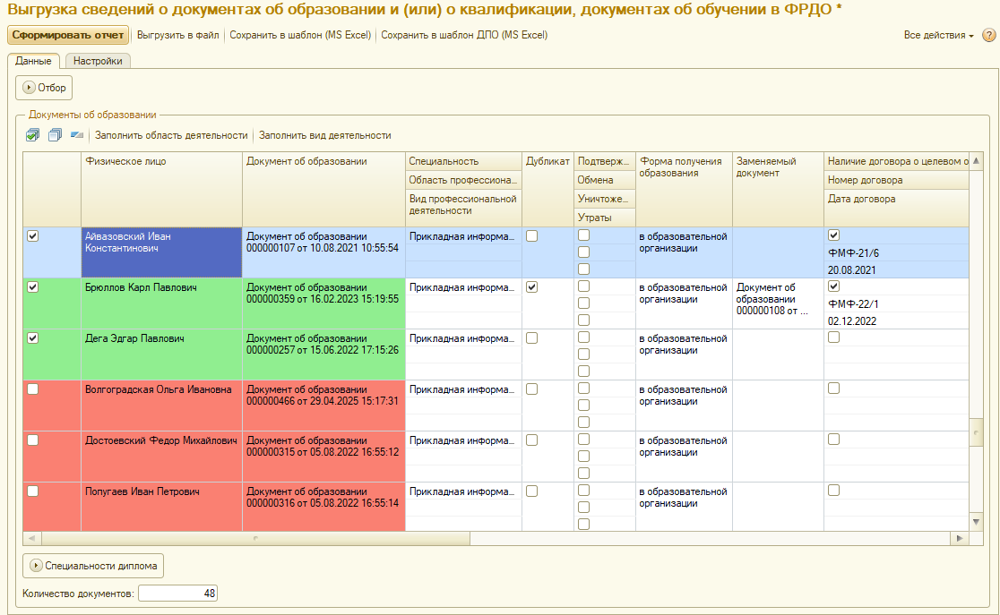 Выгрузка сведений о документах об образовании и (или) о квалификации, документах об обучении в ФРДО *
Сформировать отчет Выгрузить в файл Сохранить в шаблон (MS Excel) Сохранить в шаблон ДПО (MS Excel) Все действия ?
Данные Настройки
Отбор
Документы об образовании
Заполнить область деятельности Заполнить вид деятельности
Физическое лицо Документ об образовании Специальность Дубликат Подтверж... Форма получения образования Заменяемый документ Наличие договора о целевом о
Область профессиона... Обмена Номер договора
Вид профессиональной деятельности Уничтоже... Дата договора
Утраты
Айвазовский Иван Документ об образовании Прикладная информа... в образовательной
Константинович 000000107 от 10.08.2021 10:55:54 организации ФМФ-21/6
20.08.2021
Брюллов Карл Павлович Документ об образовании Прикладная информа... в образовательной Документ об
000000359 от 16.02.2023 15:19:55 организации образовании ФМФ-22/1
000000108 от ... 02.12.2022
Дега Эдгар Павлович Документ об образовании Прикладная информа... в образовательной
000000257 от 15.06.2022 17:15:26 организации
Волгоградская Ольга Ивановна Документ об образовании Прикладная информа... в образовательной
000000466 от 29.04.2025 15:17:31 организации
Достоевский Федор Михайлович Документ об образовании Прикладная информа... в образовательной
000000315 от 05.08.2022 16:55:12 организации
Попугаев Иван Петрович Документ об образовании Прикладная информа... в образовательной
000000316 от 05.08.2022 16:55:14 организации
Специальности диплома
Количество документов: 48